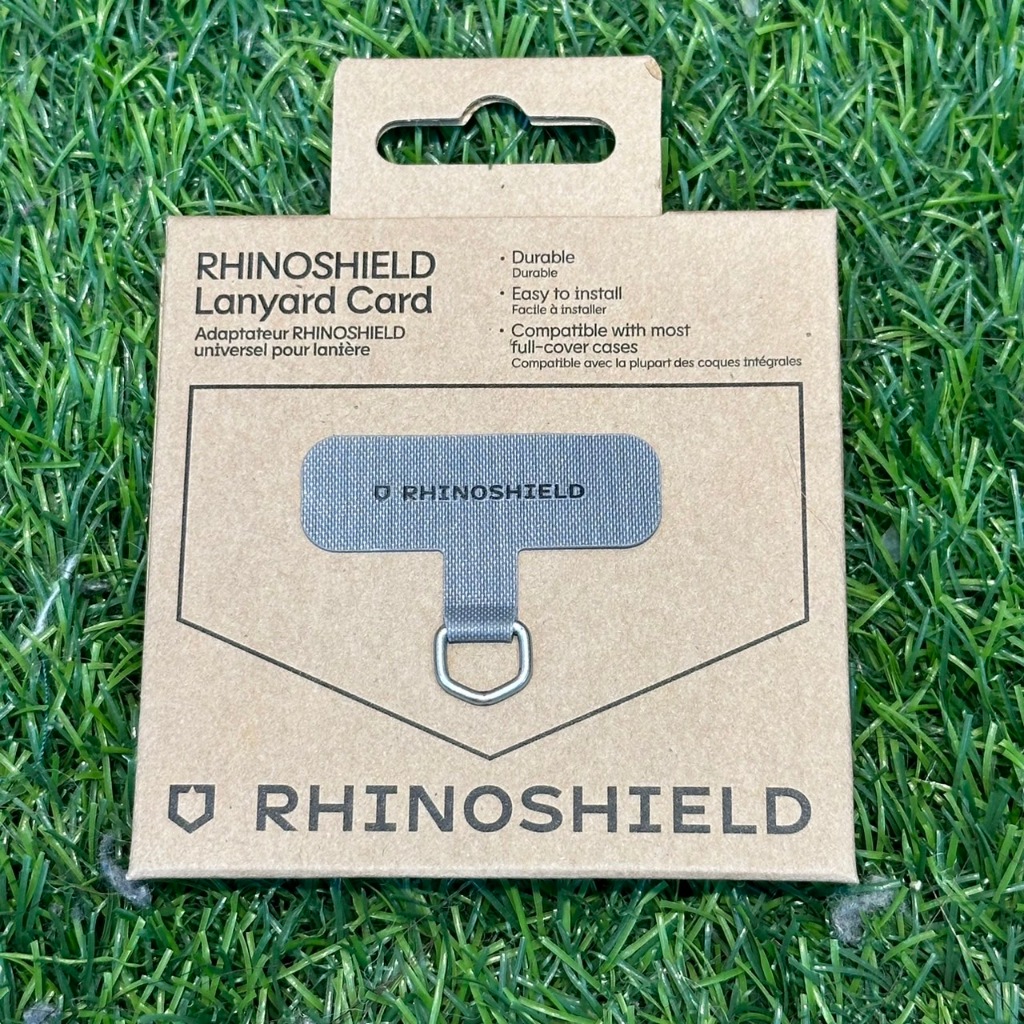 RHINOSHIELD
Lanyard Card
Adaptateur RHINOSHIELD
universel pour lanière
· Durable
Durable
· Easy to install
Facile à installer
· Compatible with most
full-cover cases
Compatible avec la plupart des coques intégrales
RHINOSHIELD
RHINOSHIELD